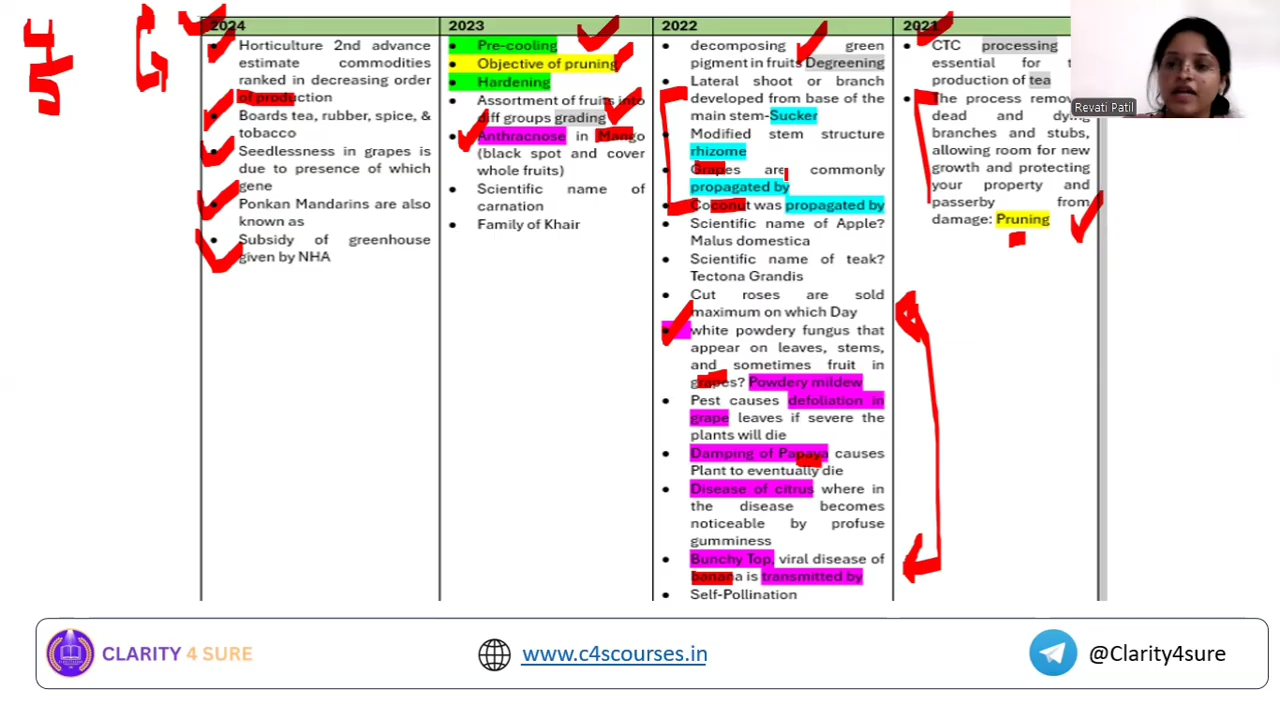 2024
Horticulture 2nd advance
estimate commodities
ranked in decreasing order
of production
Boards tea, rubber, spice, &
tobacco
Seedlessness in grapes is
due to presence of which
gene
Ponkan Mandarins are also
known as
Subsidy of greenhouse
given by NHA
2023
Pre-cooling
Objective of pruning
Hardening
Assortment of fruits into
diff groups grading
Anthracnose in Mango
(black spot and cover
whole fruits)
Scientific name of
carnation
Family of Khair
2022
decomposing green
pigment in fruits Degreening
Lateral shoot or branch
developed from base of the
main stem-Sucker
Modified stem structure
rhizome
Grapes are commonly
propagated by
Coconut was propagated by
Scientific name of Apple?
Malus domestica
Scientific name of teak?
Tectona Grandis
Cut roses are sold
maximum on which Day
white powdery fungus that
appear on leaves, stems,
and sometimes fruit in
grapes? Powdery mildew
Pest causes defoliation in
grape leaves if severe the
plants will die
Damping of Papaya causes
Plant to eventually die
Disease of citrus where in
the disease becomes
noticeable by profuse
gumminess
Bunchy Top, viral disease of
banana is transmitted by
Self-Pollination
2021
CTC processing
essential for
production of tea
The process
dead and dying
branches and stubs,
allowing room for new
growth and protecting
your property and
passerby from
damage: Pruning
Revati Patil
CLARITY 4 SURE
www.c4scourses.in
@Clarity4sure